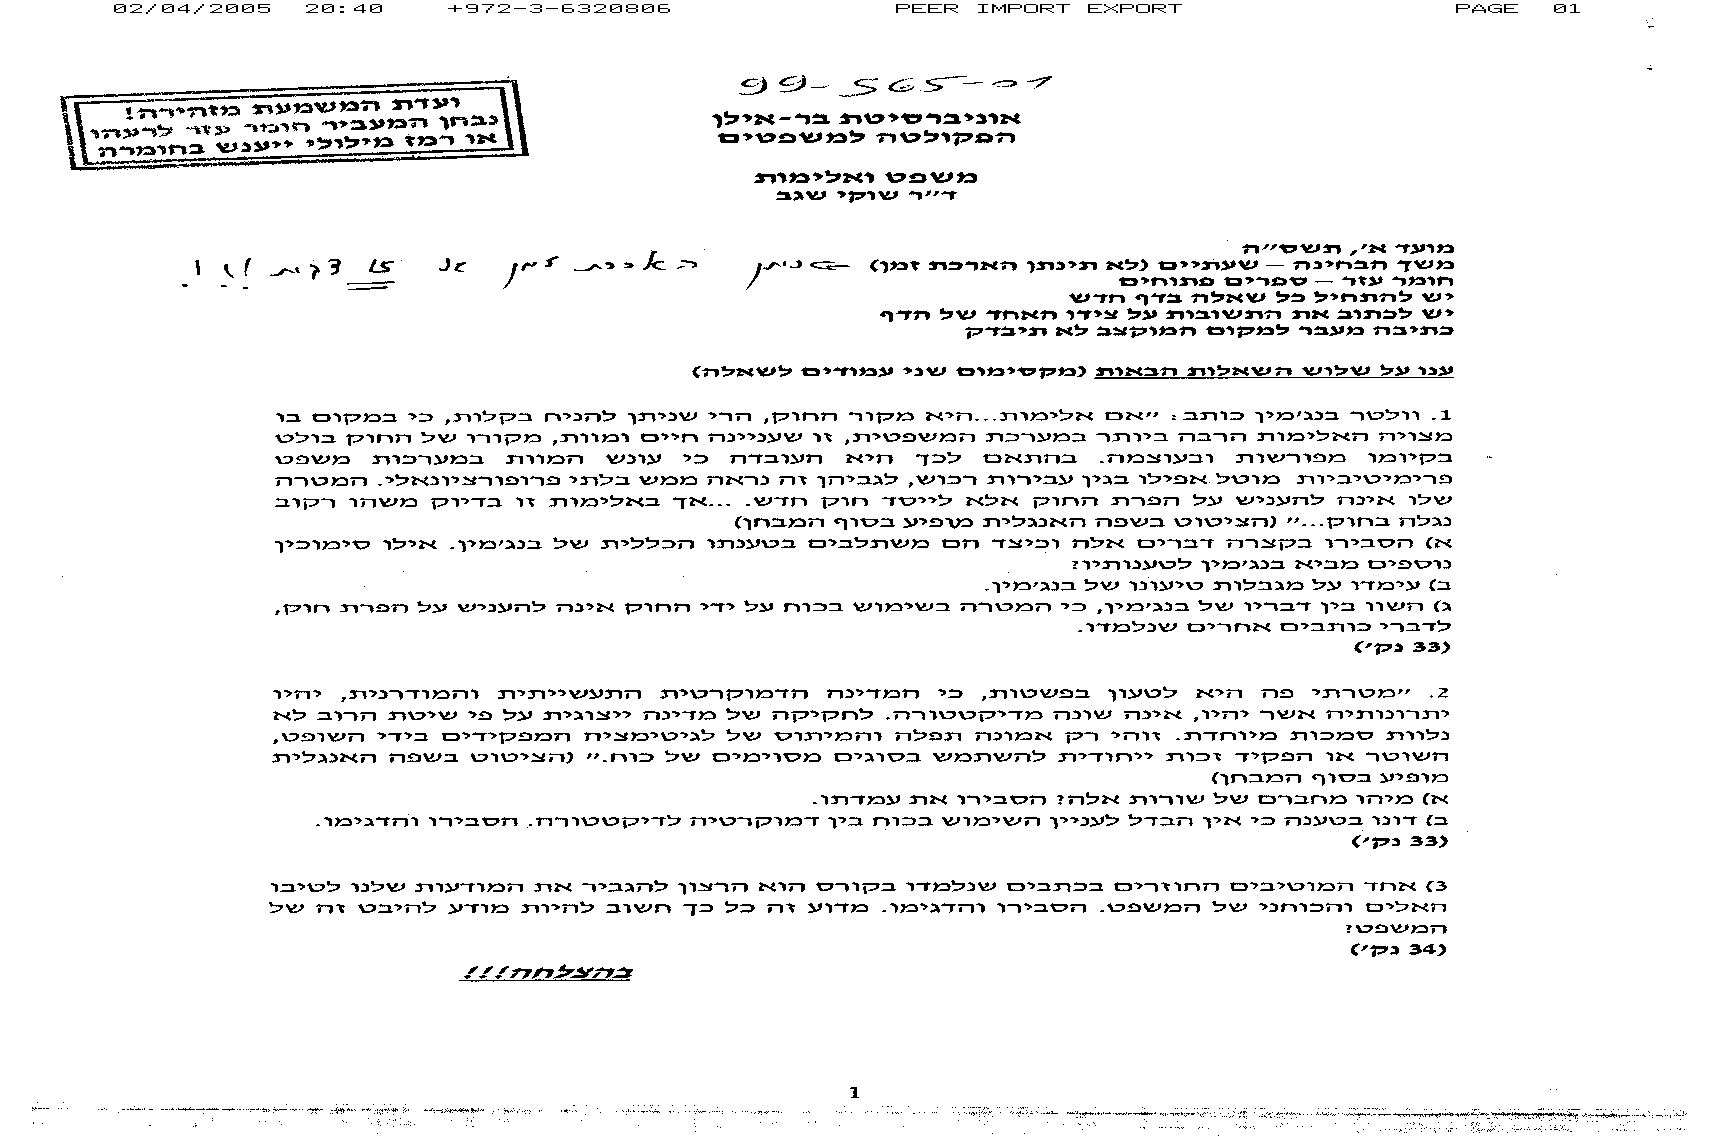 02/04/2005 20:40 +972-3-6320806 PEER IMPORT EXPORT PAGE 01
99-565-01
ועדת המשמעת מזהירה!
נבחן המעביר חומר עזר לרעהו
או רמז מילולי ייענש בחומרה
אוניברסיטת בר-אילן
הפקולטה למשפטים
משפט ואלימות
ד״ר שוקי שגב
מועד א׳, תשס״ה
משך הבחינה – שעתיים (לא תינתן הארכת זמן) ניתן הארכת זמן של 15 דקות !!
חומר עזר – ספרים פתוחים
יש להתחיל כל שאלה בדף חדש
יש לכתוב את התשובות על צידו האחד של הדף
כתיבה מעבר למקום המוקצב לא תיבדק
ענו על שלוש השאלות הבאות (מקסימום שני עמודים לשאלה)
1. וולטר בנג׳מין כותב: ״אם אלימות...היא מקור החוק, הרי שניתן להניח בקלות, כי במקום בו
מצויה האלימות הרבה ביותר במערכת המשפטית, זו שעניינה חיים ומוות, מקורו של החוק בולט
בקיומו מפורשות ובעוצמה. בהתאם לכך היא העובדה כי עונש המוות במערכות משפט
פרימיטיביות מוטל אפילו בגין עבירות רכוש, לגביהן זה נראה ממש בלתי פרופורציונאלי. המטרה
שלו אינה להעניש על הפרת החוק אלא לייסד חוק חדש. ...אך באלימות זו בדיוק משהו רקוב
נגלה בחוק...״ (הציטוט בשפה האנגלית מופיע בסוף המבחן)
א) הסבירו בקצרה דברים אלה וכיצד הם משתלבים בטענתו הכללית של בנג׳מין. אילו סימוכין
נוספים מביא בנג׳מין לטענותיו?
ב) עימדו על מגבלות טיעונו של בנג׳מין.
ג) השוו בין דבריו של בנג׳מין, כי המטרה בשימוש בכוח על ידי החוק אינה להעניש על הפרת חוק,
לדברי כותבים אחרים שנלמדו.
(33 נק׳)
2. ״מטרתי פה היא לטעון בפשטות, כי המדינה הדמוקרטית התעשייתית והמודרנית, יהיו
יתרונותיה אשר יהיו, אינה שונה מדיקטטורה. לחקיקה של מדינה ייצוגית על פי שיטת הרוב לא
נלוות סמכות מיוחדת. זוהי רק אמונה תפלה והמיתוס של לגיטימציה המפקידים בידי השופט,
השוטר או הפקיד זכות ייחודית להשתמש בסוגים מסוימים של כוח.״ (הציטוט בשפה האנגלית
מופיע בסוף המבחן)
א) מיהו מחברם של שורות אלה? הסבירו את עמדתו.
ב) דונו בטענה כי אין הבדל לעניין השימוש בכוח בין דמוקרטיה לדיקטטורה. הסבירו והדגימו.
(33 נק׳)
3) אחד המוטיבים החוזרים בכתבים שנלמדו בקורס הוא הרצון להגביר את המודעות שלנו לטיבו
האלים והכוחני של המשפט. הסבירו והדגימו. מדוע זה כל כך חשוב להיות מודע להיבט זה של
המשפט?
(34 נק׳)
בהצלחה!!!
1